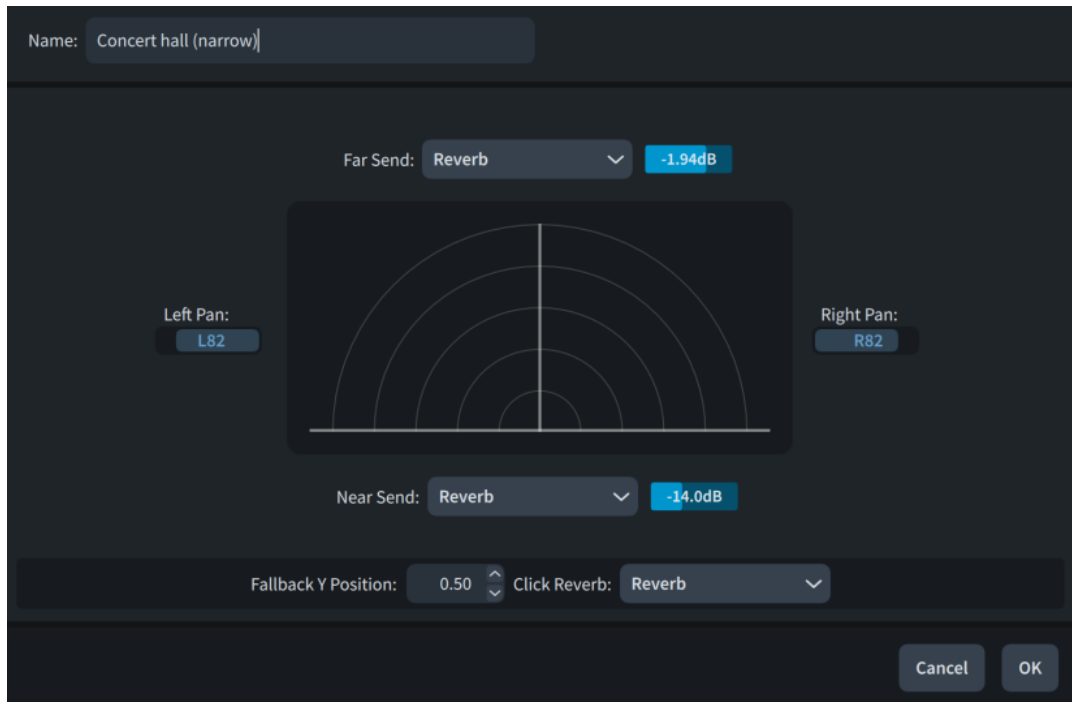 Name: Concert hall (narrow)
Far Send: Reverb -1.94dB
Left Pan:
L82
Right Pan:
R82
Near Send: Reverb -14.0dB
Fallback Y Position: 0.50 Click Reverb: Reverb
Cancel OK